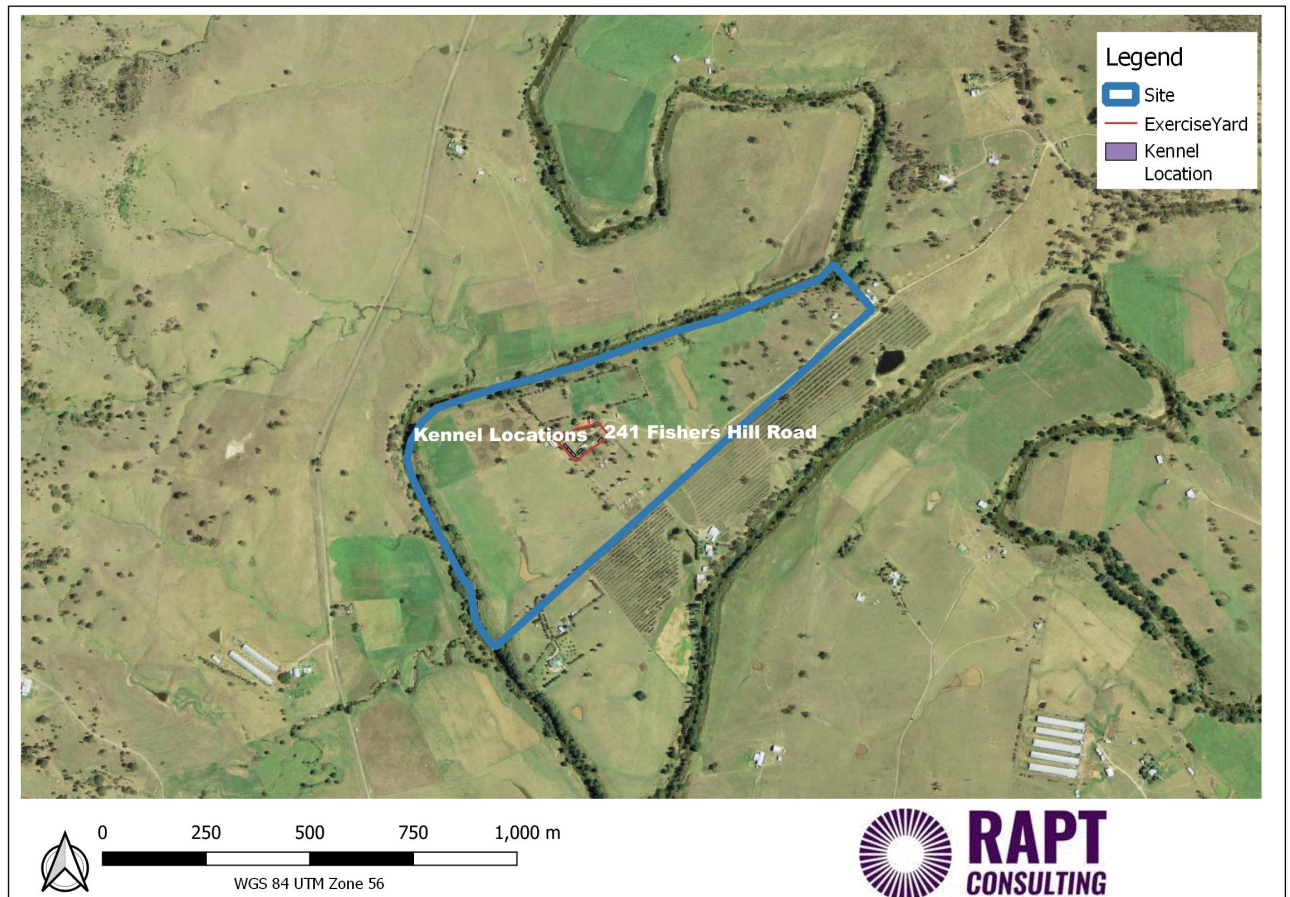 Legend
Site
ExerciseYard
Kennel
Location
Kennel Locations
241 Fishers Hill Road
0 250 500 750 1,000 m
WGS 84 UTM Zone 56
RAPT
CONSULTING